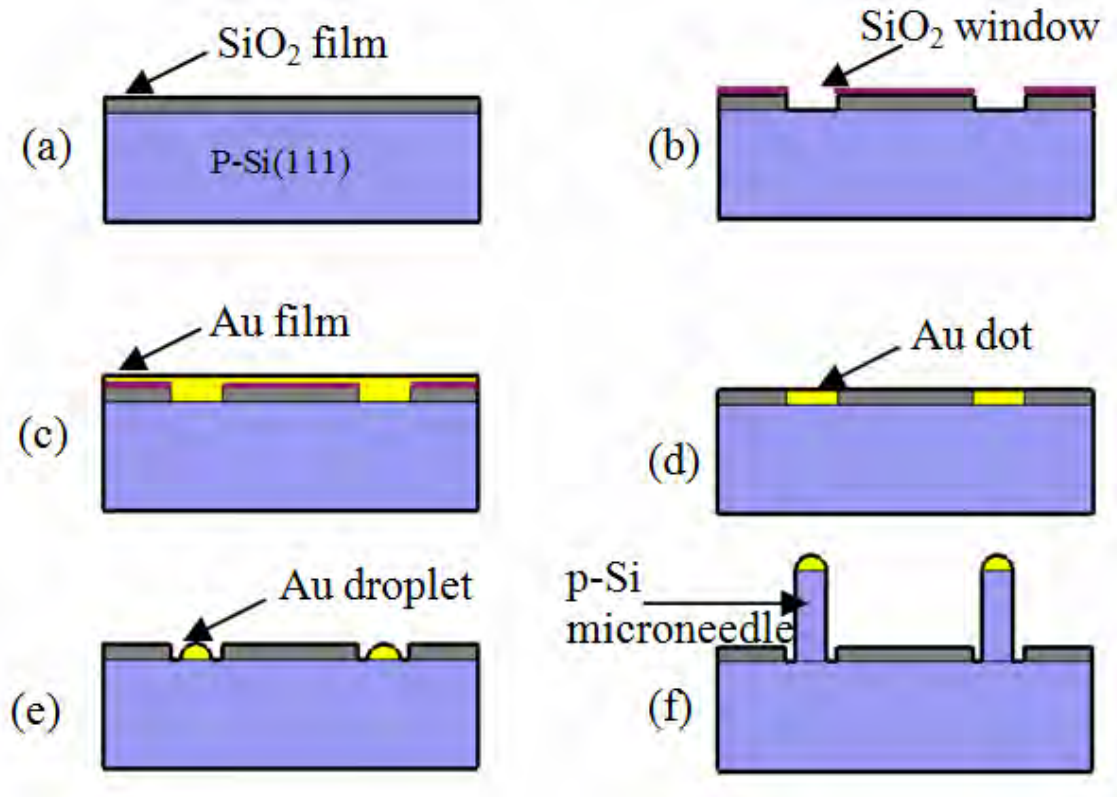 SiO₂ film
(a)
P-Si(111)
SiO₂ window
(b)
Au film
(c)
Au dot
(d)
Au droplet
(e)
p-Si
microneedle
(f)